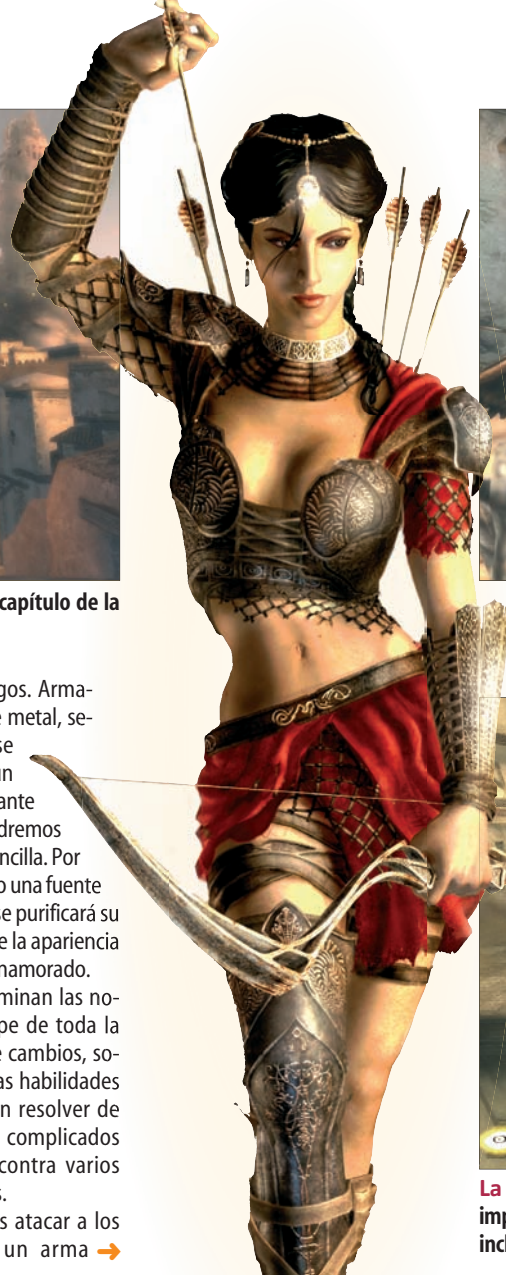 capítulo de la
gos. Arma-
e metal, se-
se
un
ante
dremos
ncilla. Por
o una fuente
se purificará su
e la apariencia
namorado.
minan las no-
pe de toda la
e cambios, so-
as habilidades
n resolver de
complicados
contra varios
s.
s atacar a los
un arma
La
imp
incl